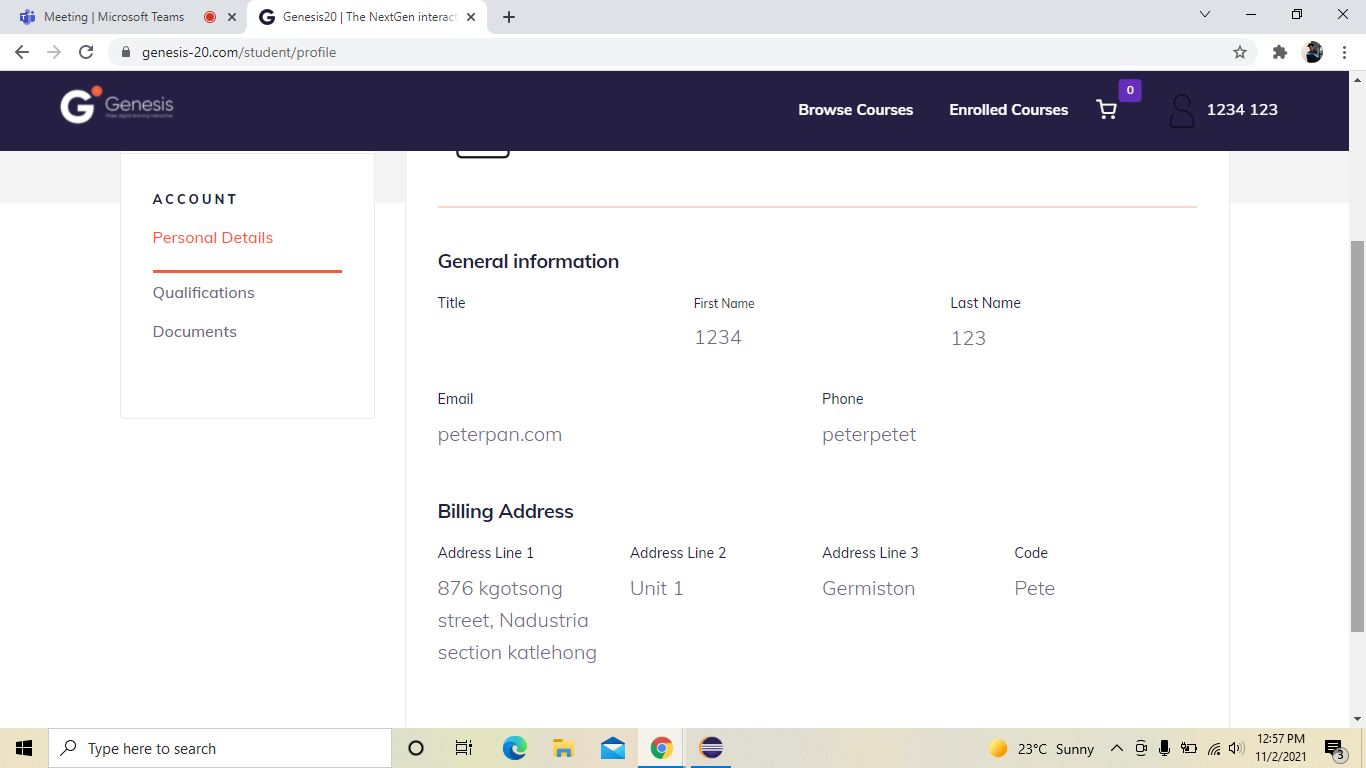 Meeting | Microsoft Teams
Genesis20 | The NextGen interact
genesis-20.com/student/profile
Genesis
Make digital learning interactive
Browse Courses
Enrolled Courses
0
1234 123
ACCOUNT
Personal Details
Qualifications
Documents
General information
Title
First Name
Last Name
1234
123
Email
Phone
peterpan.com
peterpetet
Billing Address
Address Line 1
Address Line 2
Address Line 3
Code
876 kgotsong
Unit 1
Germiston
Pete
street, Nadustria
section katlehong
Type here to search
23°C Sunny
12:57 PM
11/2/2021
3